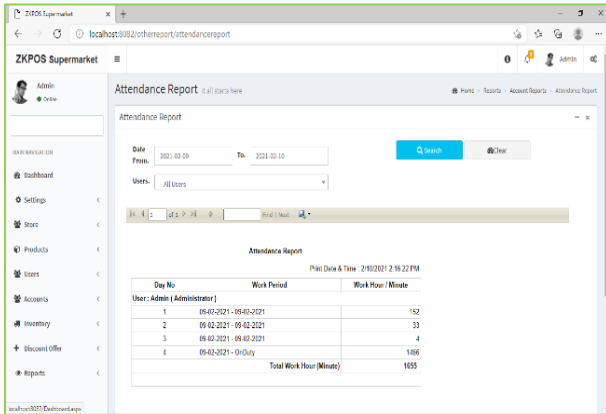 ZKPOS Supermarket
localhost:8082/otherreport/attendancereport
ZKPOS Supermarket
Admin
Admin
Online
Attendance Report it all starts here
Home - Reports - Account Reports - Attendance Report
Attendance Report
MAIN NAVIGATION
Date From. 2021-02-09 To. 2021-02-10 Search Clear
Dashboard
Users. All Users
Settings
Store
1 of 1 Find | Next
Products
Attendance Report
Users
Print Date & Time : 2/10/2021 2:16:22 PM
Accounts
Day No Work Period Work Hour / Minute
User : Admin ( Administrator )
Inventory
1 09-02-2021 - 09-02-2021 152
2 09-02-2021 - 09-02-2021 33
Discount Offer
3 09-02-2021 - 09-02-2021 4
4 09-02-2021 - OnDuty 1466
Reports
Total Work Hour (Minute) 1655
localhost:8082/Dashboard.aspx